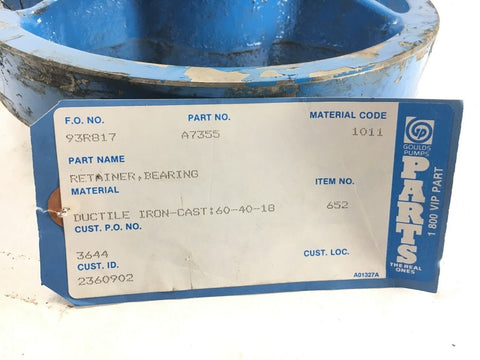 F.O. NO. PART NO. MATERIAL CODE
93R817 A7355 1011
PART NAME
RETAINER,BEARING
MATERIAL ITEM NO.
DUCTILE IRON-CAST:60-40-18 652
CUST. P.O. NO.
3644
CUST. ID. CUST. LOC.
2360902
A01327A
GP
GOULDS
PUMPS
PARTS
THE REAL
ONES
1 800 VIP PART